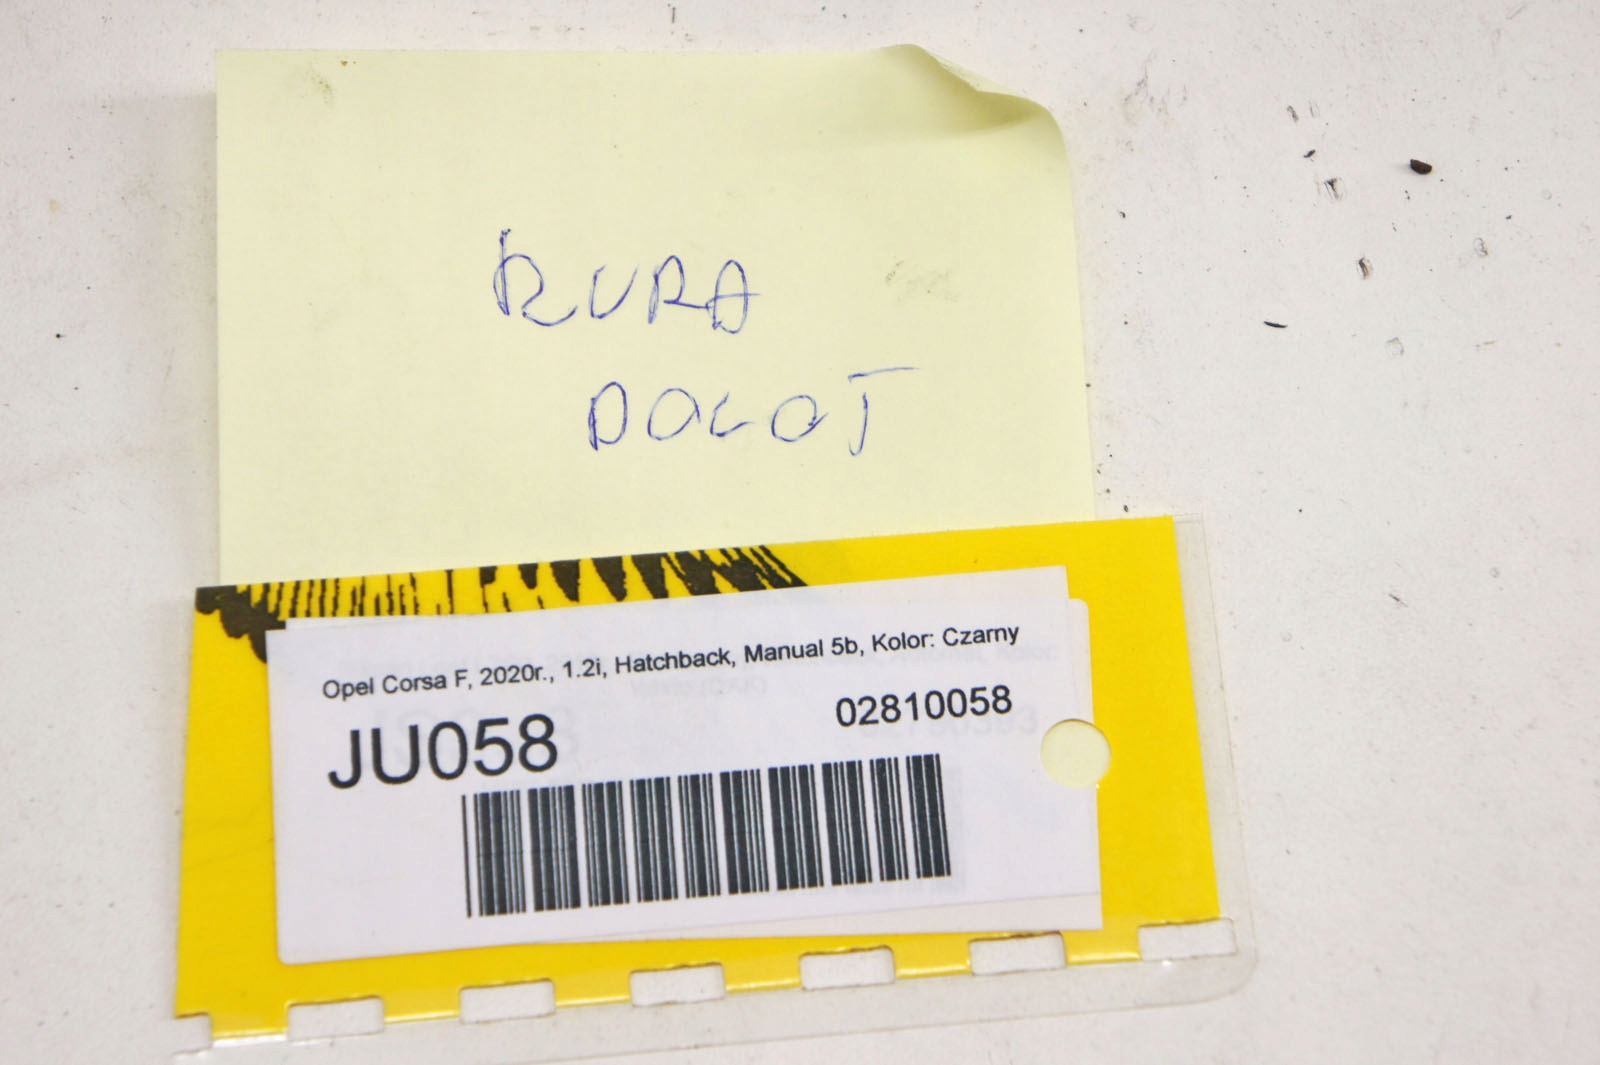 RURA
DOLOT
Opel Corsa F, 2020r., 1.2i, Hatchback, Manual 5b, Kolor: Czarny
JU058
02810058